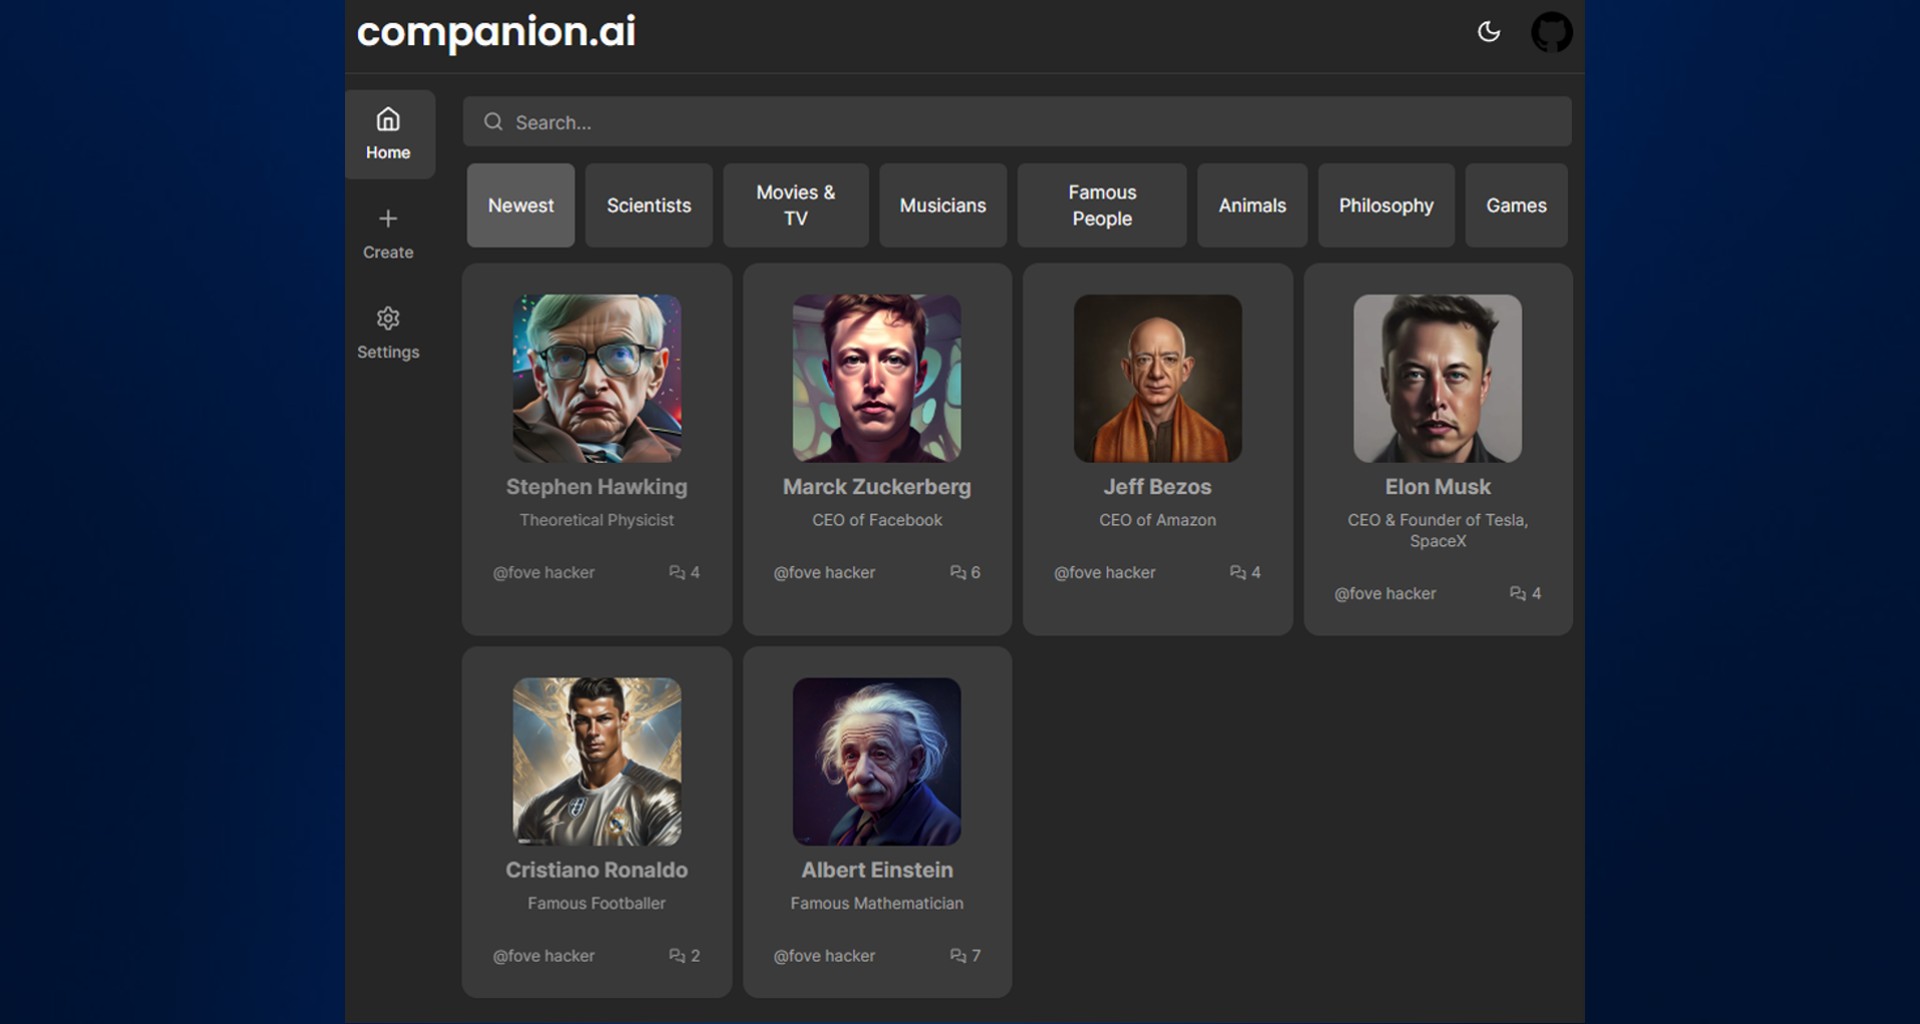 companion.ai
Home
Create
Settings
Search...
Newest
Scientists
Movies &
TV
Musicians
Famous
People
Animals
Philosophy
Games
Stephen Hawking
Theoretical Physicist
@fove hacker 4
Marck Zuckerberg
CEO of Facebook
@fove hacker 6
Jeff Bezos
CEO of Amazon
@fove hacker 4
Elon Musk
CEO & Founder of Tesla,
SpaceX
@fove hacker 4
Cristiano Ronaldo
Famous Footballer
@fove hacker 2
Albert Einstein
Famous Mathematician
@fove hacker 7